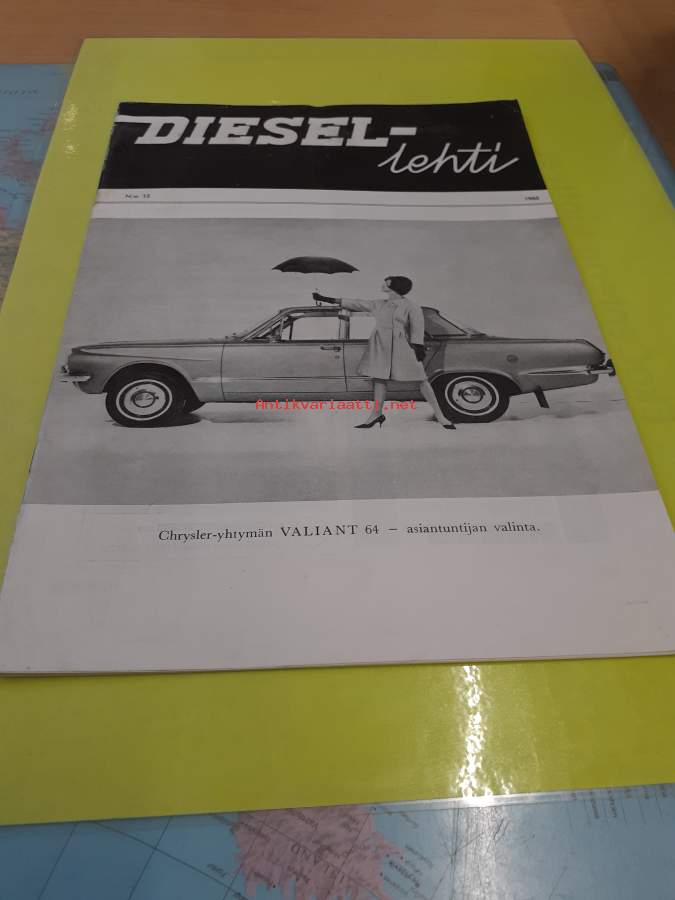 DIESEL-
lehti
Antikvariaatti.net
Chrysler-yhtymän VALIANT 64 – asiantuntijan valinta.